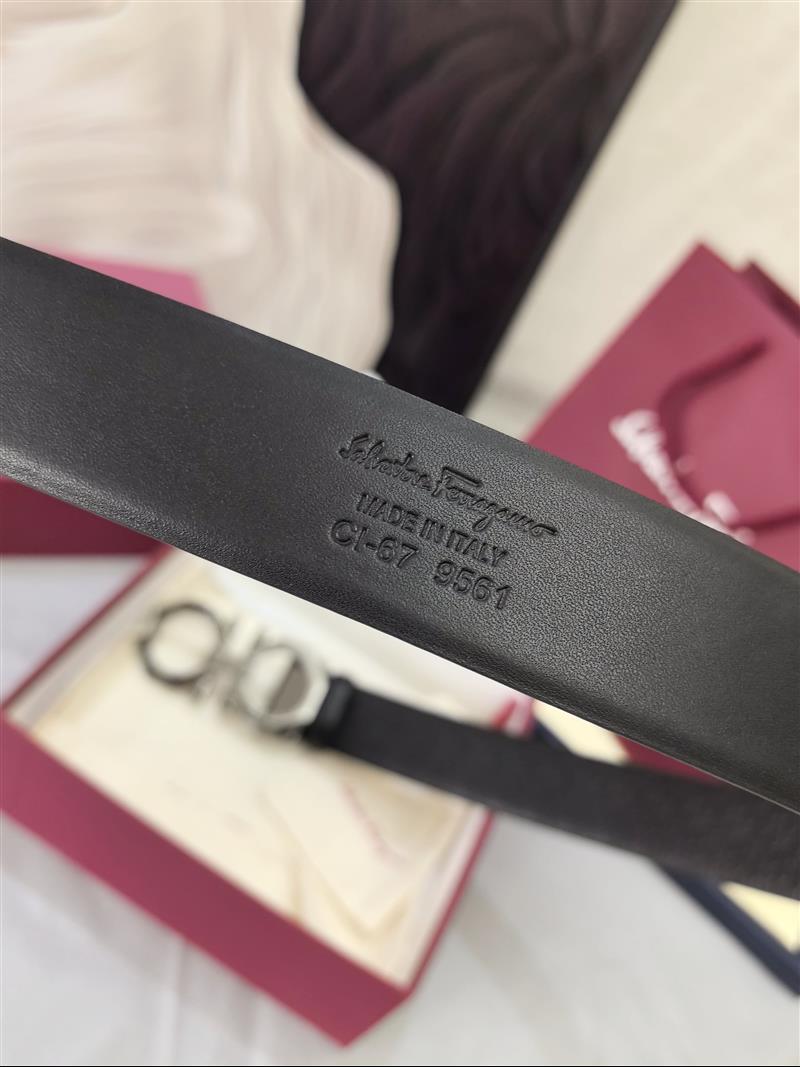 Salvatore Ferragamo
MADE IN ITALY
CI-67 9561